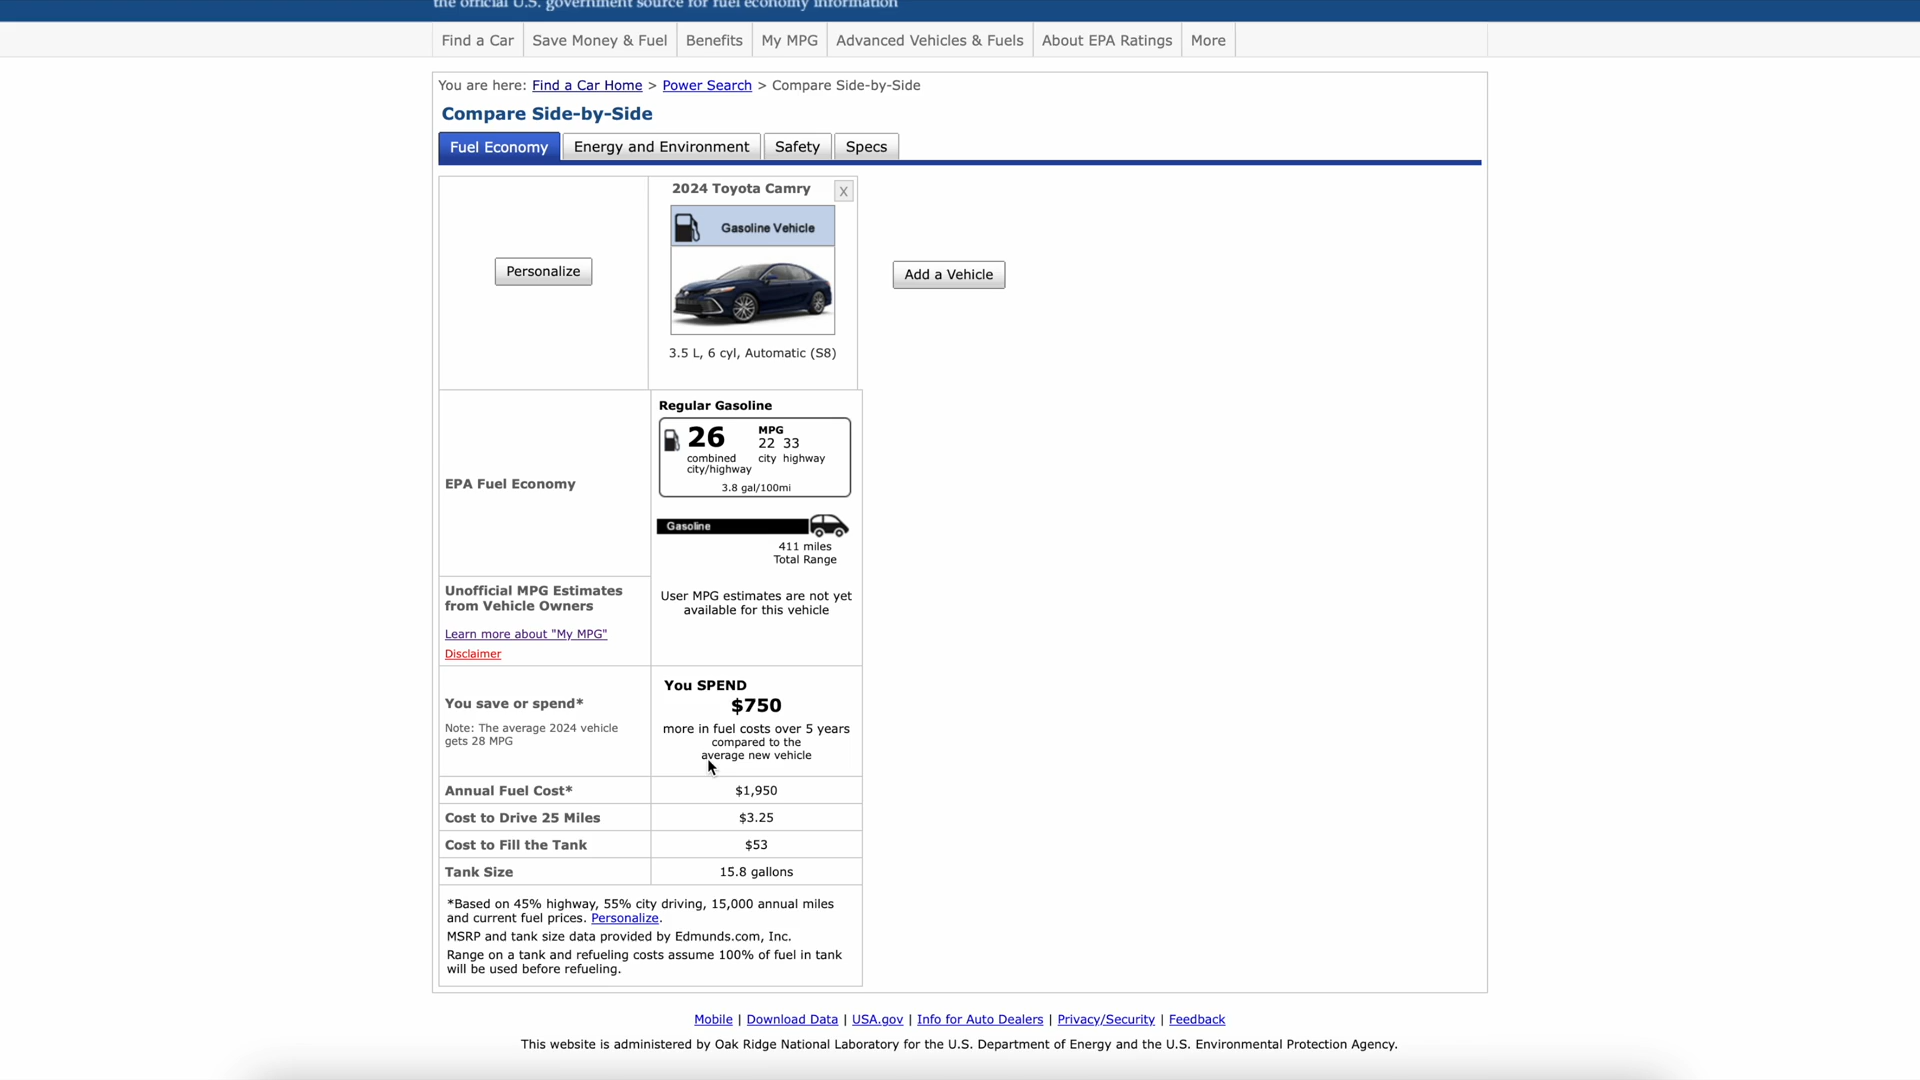 the official U.S. government source for fuel economy information
Find a Car
Save Money & Fuel
Benefits
My MPG
Advanced Vehicles & Fuels
About EPA Ratings
More
You are here: Find a Car Home > Power Search > Compare Side-by-Side
Compare Side-by-Side
Fuel Economy
Energy and Environment
Safety
Specs
Personalize
2024 Toyota Camry
X
Gasoline Vehicle
3.5 L, 6 cyl, Automatic (S8)
Add a Vehicle
EPA Fuel Economy
Regular Gasoline
26
combined
city/highway
MPG
22 33
city highway
3.8 gal/100mi
Gasoline
411 miles
Total Range
Unofficial MPG Estimates
from Vehicle Owners
Learn more about "My MPG"
Disclaimer
User MPG estimates are not yet
available for this vehicle
You save or spend*
Note: The average 2024 vehicle
gets 28 MPG
You SPEND
$750
more in fuel costs over 5 years
compared to the
average new vehicle
Annual Fuel Cost*
$1,950
Cost to Drive 25 Miles
$3.25
Cost to Fill the Tank
$53
Tank Size
15.8 gallons
*Based on 45% highway, 55% city driving, 15,000 annual miles
and current fuel prices. Personalize.
MSRP and tank size data provided by Edmunds.com, Inc.
Range on a tank and refueling costs assume 100% of fuel in tank
will be used before refueling.
Mobile | Download Data | USA.gov | Info for Auto Dealers | Privacy/Security | Feedback
This website is administered by Oak Ridge National Laboratory for the U.S. Department of Energy and the U.S. Environmental Protection Agency.